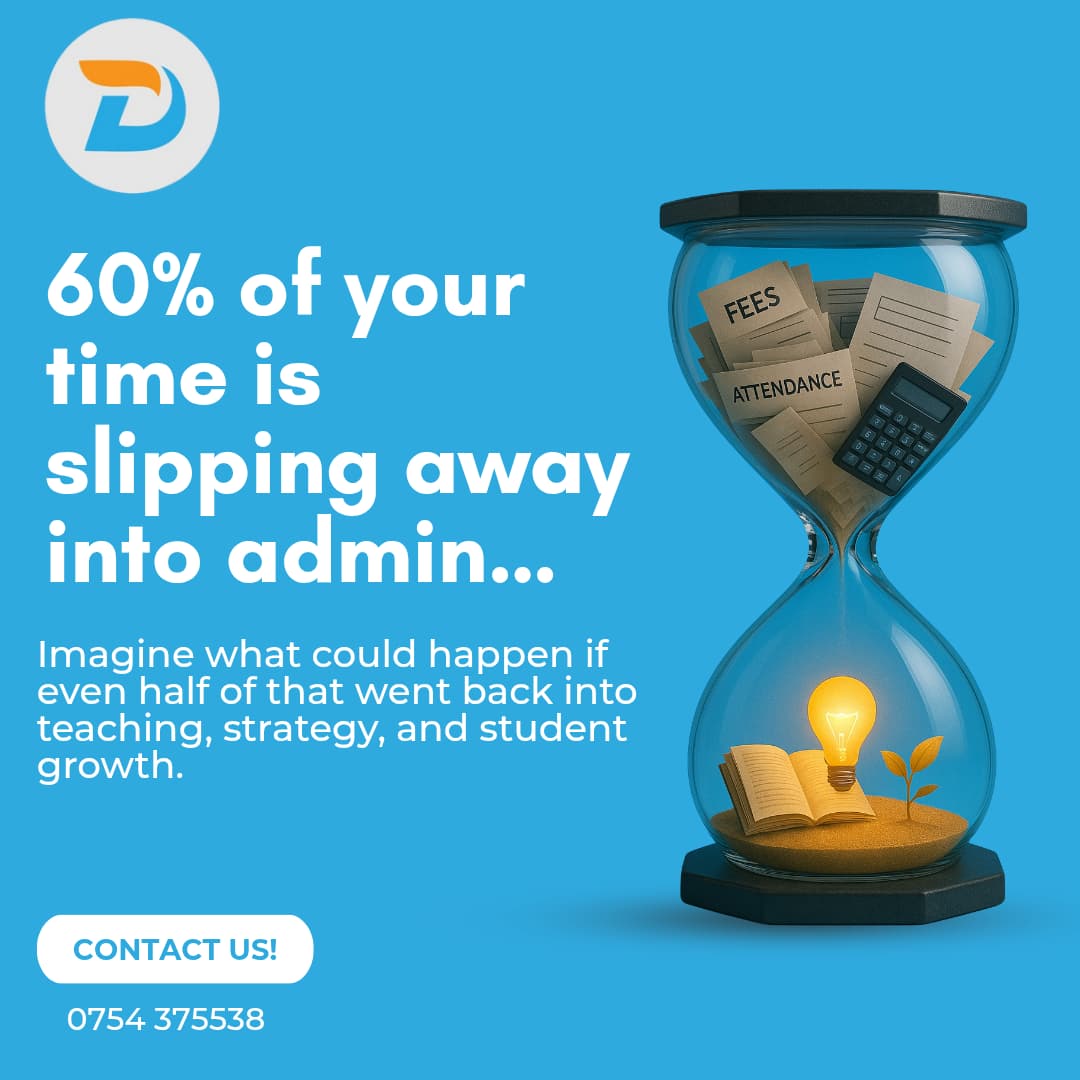 60% of your
time is
slipping away
into admin...
Imagine what could happen if
even half of that went back into
teaching, strategy, and student
growth.
FEES
ATTENDANCE
CONTACT US!
0754 375538